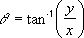 θ = tan⁻¹(y/x)